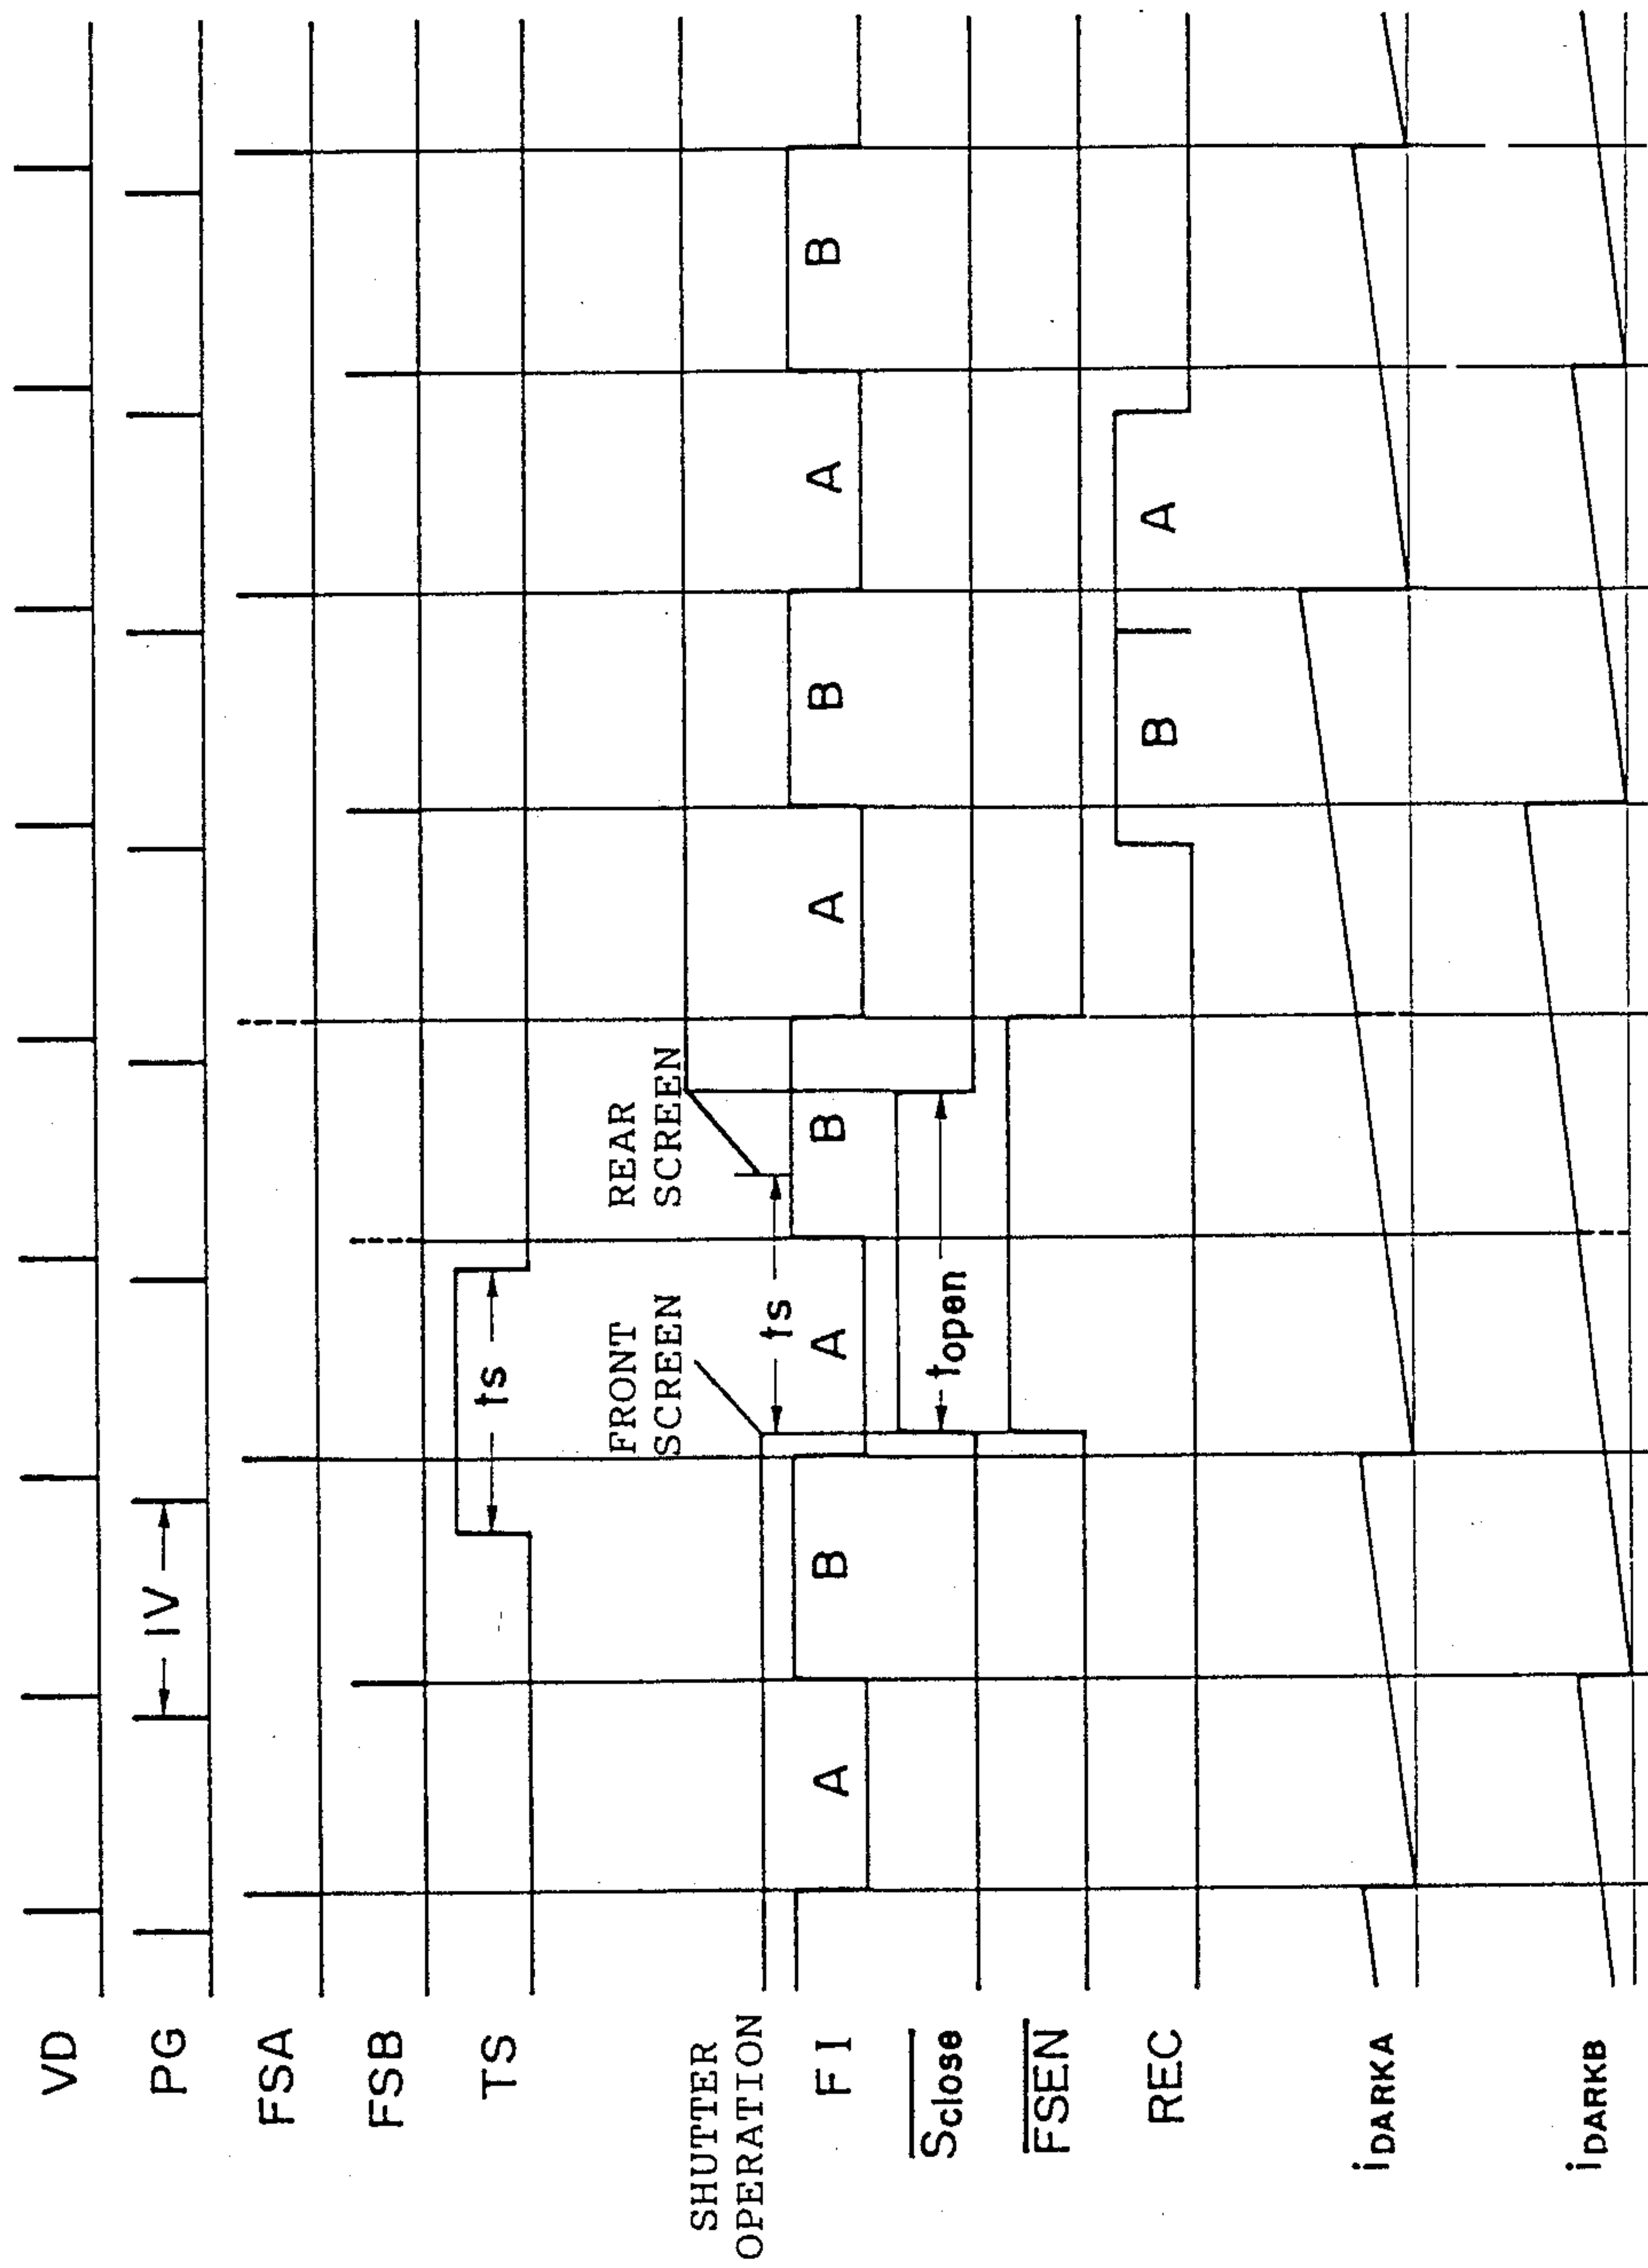 VD
PG
1V
FSA
FSB
TS
ts
SHUTTER
OPERATION
FRONT
SCREEN
REAR
SCREEN
ts
FI
A
B
A
B
A
B
A
B
Sclose
topen
FSEN
REC
B
A
iDARKA
iDARKB